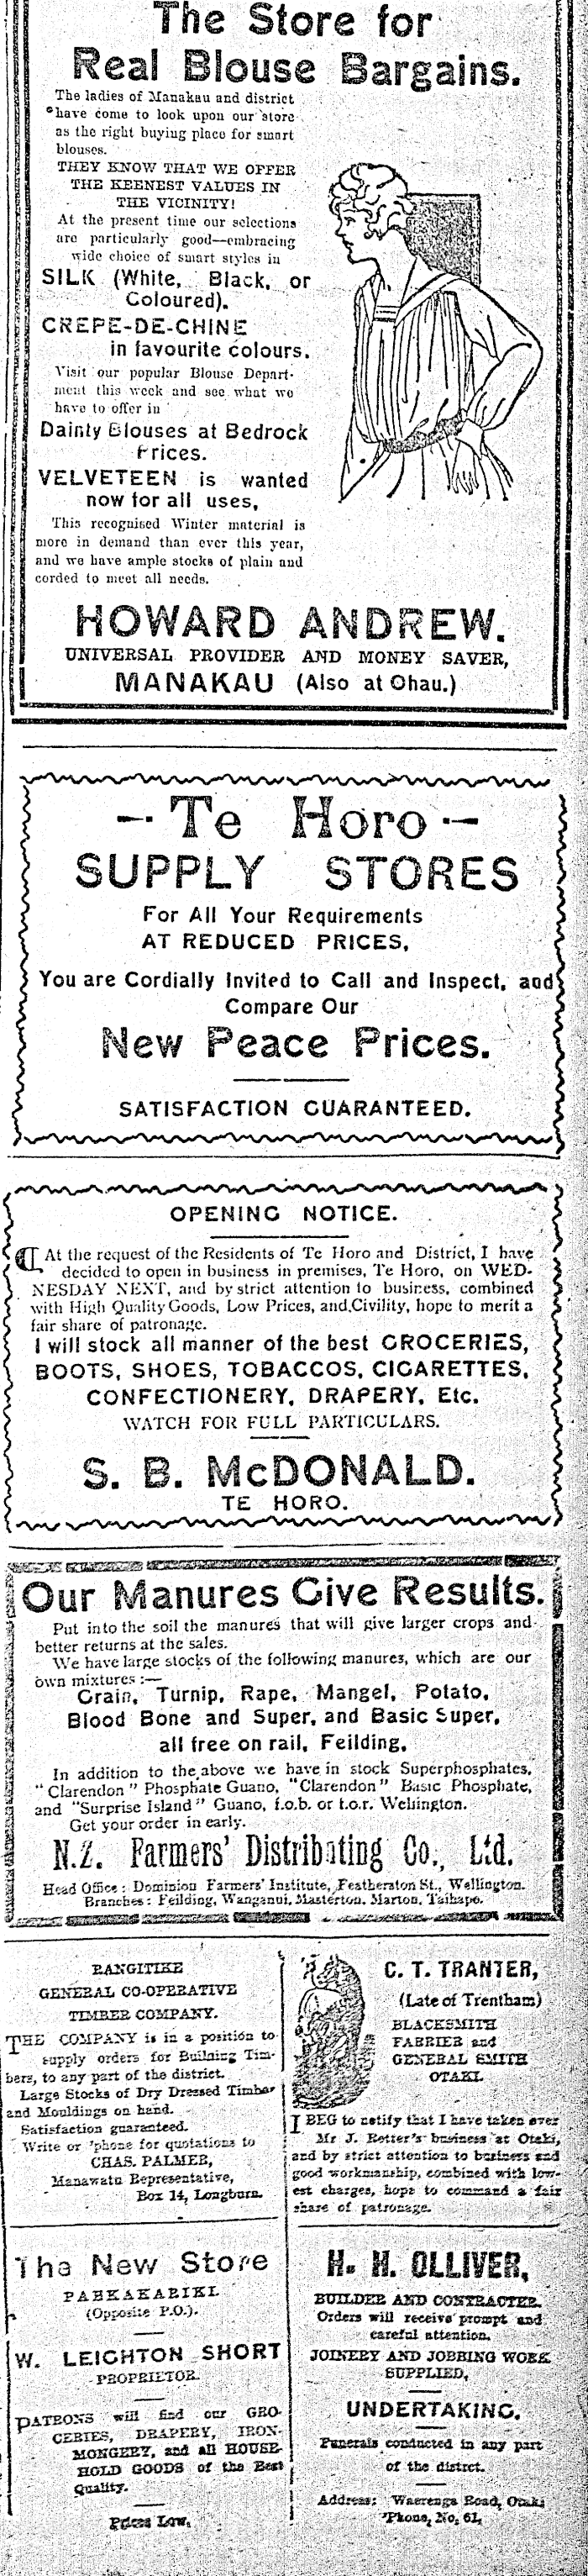 The Store for
Real Blouse Bargains.
The ladies of Manakau and district
have come to look upon our store
as the right buying place for smart
blouses.
THEY KNOW THAT WE OFFER
THE KEENEST VALUES IN
THE VICINITY!
At the present time our selections
are particularly good—embracing
wide choice of smart styles in
SILK (White, Black, or
Coloured).
CREPE-DE-CHINE
in favourite colours.
Visit our popular Blouse Depart-
ment this week and see what we
have to offer in
Dainty Blouses at Bedrock
Prices.
VELVETEEN is wanted
now for all uses,
This recognised Winter material is
more in demand than ever this year,
and we have ample stocks of plain and
corded to meet all needs.
HOWARD ANDREW.
UNIVERSAL PROVIDER AND MONEY SAVER,
MANAKAU (Also at Ohau.)
Te Horo
SUPPLY STORES
For All Your Requirements
AT REDUCED PRICES,
You are Cordially Invited to Call and Inspect, and
Compare Our
New Peace Prices.
SATISFACTION GUARANTEED.
OPENING NOTICE.
At the request of the Residents of Te Horo and District, I have
decided to open in business in premises, Te Horo, on WED-
NESDAY NEXT, and by strict attention to business, combined
with High Quality Goods, Low Prices, and Civility, hope to merit a
fair share of patronage.
I will stock all manner of the best GROCERIES,
BOOTS, SHOES, TOBACCOS, CIGARETTES,
CONFECTIONERY, DRAPERY, Etc.
WATCH FOR FULL PARTICULARS.
S. B. McDONALD.
TE HORO.
Our Manures Give Results.
Put into the soil the manures that will give larger crops and
better returns at the sales.
We have large stocks of the following manures, which are our
own mixtures:—
Grain, Turnip, Rape, Mangel, Potato,
Blood Bone and Super, and Basic Super,
all free on rail, Feilding,
In addition to the above we have in stock Superphosphates,
"Clarendon" Phosphate Guano, "Clarendon" Basic Phosphate,
and "Surprise Island" Guano, f.o.b. or t.o.r. Wellington.
Get your order in early.
N.Z. Farmers' Distributing Co., Ltd.
Head Office: Dominion Farmers' Institute, Featherston St., Wellington.
Branches: Feilding, Wanganui, Masterton, Marton, Taihape.
RANGITIKE
GENERAL CO-OPERATIVE
TIMBER COMPANY.
THE COMPANY is in a position to
supply orders for Building Tim-
bers, to any part of the district.
Large Stocks of Dry Dressed Timber
and Mouldings on hand.
Satisfaction guaranteed.
Write or 'phone for quotations to
CHAS. PALMER,
Manawatu Representative,
Box 14, Longburn.
C. T. TRANTER,
(Late of Trentham)
BLACKSMITH
FARRIER and
GENERAL SMITH
OTAKI.
I BEG to notify that I have taken over
Mr J. Retter's business at Otaki,
and by strict attention to business and
good workmanship, combined with low-
est charges, hope to command a fair
share of patronage.
The New Store
PAEKAKARIKI.
(Opposite P.O.).
W. LEIGHTON SHORT
PROPRIETOR.
PATRONS will find our GRO-
CERIES, DRAPERY, IRON-
MONGERY, and all HOUSE-
HOLD GOODS of the Best
Quality.
Prices Low.
H. H. OLLIVER,
BUILDER AND CONTRACTER.
Orders will receive prompt and
careful attention.
JOINERY AND JOBBING WORK
SUPPLIED,
UNDERTAKING.
Funerals conducted in any part
of the distrct.
Address: Waerenga Road, Otaki
'Phone, No. 61,